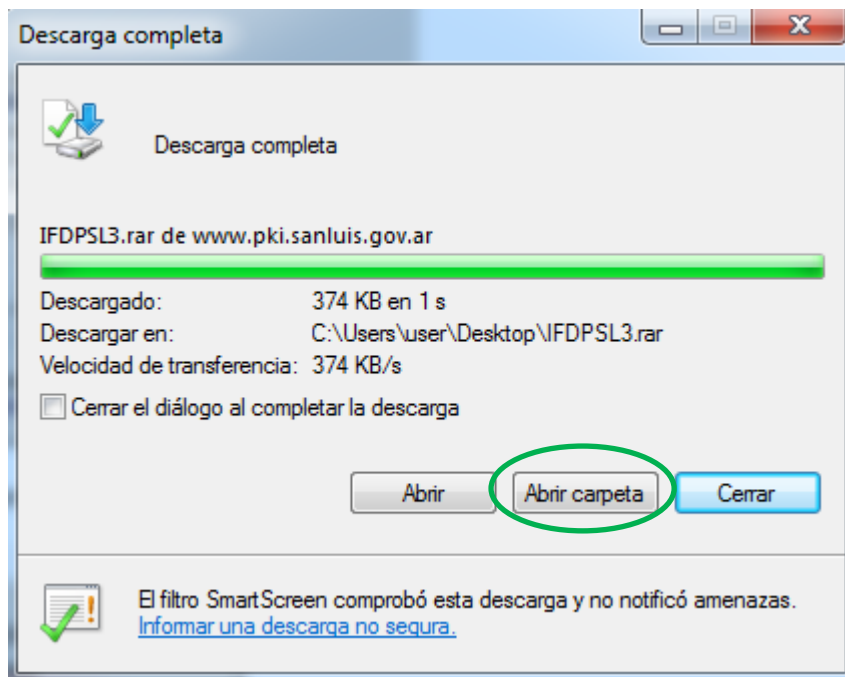 Descarga completa
Descarga completa
IFDPSL3.rar de www.pki.sanluis.gov.ar
Descargado: 374 KB en 1 s
Descargar en: C:\Users\user\Desktop\IFDPSL3.rar
Velocidad de transferencia: 374 KB/s
Cerrar el diálogo al completar la descarga
Abrir Abrir carpeta Cerrar
El filtro SmartScreen comprobó esta descarga y no notificó amenazas.
Informar una descarga no segura.